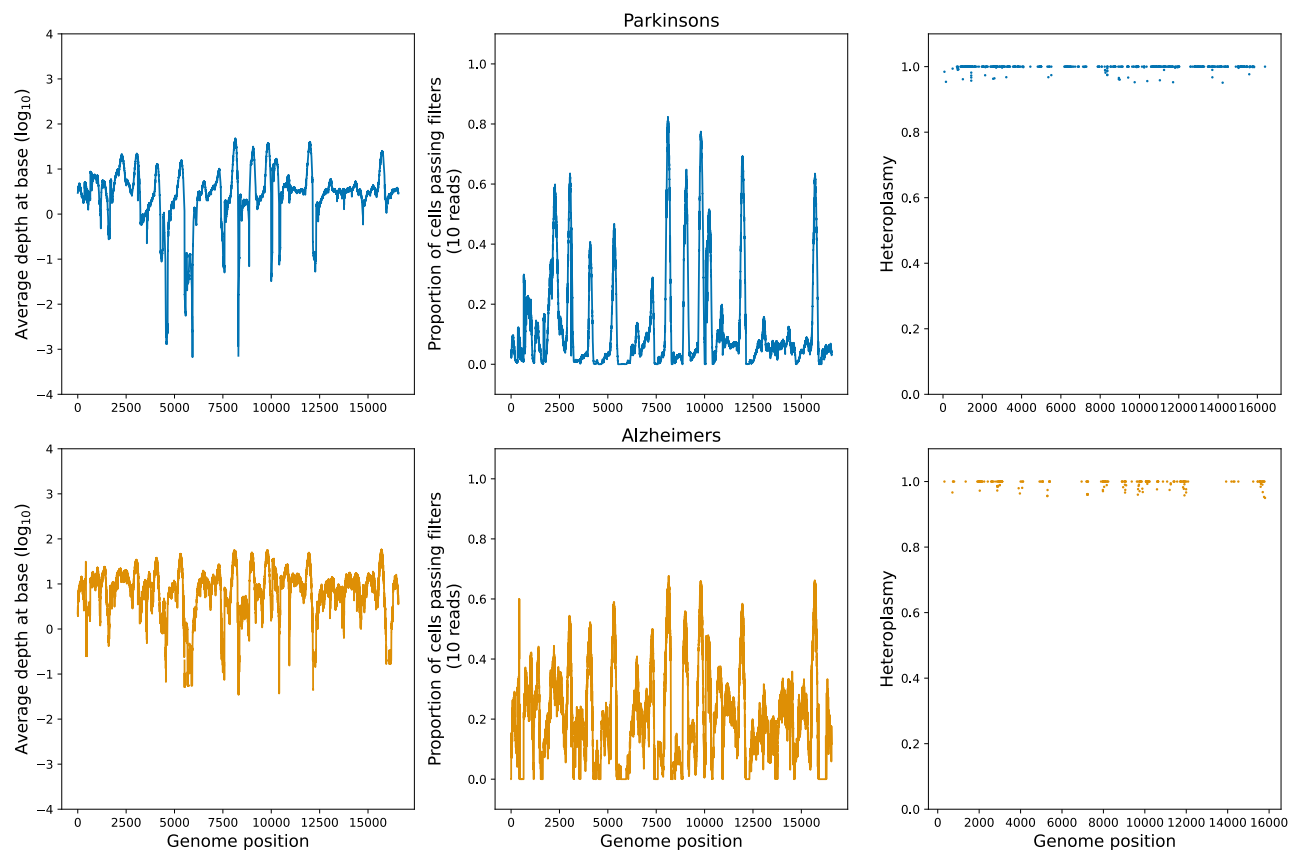 Parkinsons
Average depth at base (log10)
4
3
2
1
0
−1
−2
−3
−4
0 2500 5000 7500 10000 12500 15000
Proportion of cells passing filters
(10 reads)
1.0
0.8
0.6
0.4
0.2
0.0
0 2500 5000 7500 10000 12500 15000
Heteroplasmy
1.0
0.8
0.6
0.4
0.2
0.0
0 2000 4000 6000 8000 10000 12000 14000 16000
Alzheimers
Average depth at base (log10)
4
3
2
1
0
−1
−2
−3
−4
0 2500 5000 7500 10000 12500 15000
Genome position
Proportion of cells passing filters
(10 reads)
1.0
0.8
0.6
0.4
0.2
0.0
0 2500 5000 7500 10000 12500 15000
Genome position
Heteroplasmy
1.0
0.8
0.6
0.4
0.2
0.0
0 2000 4000 6000 8000 10000 12000 14000 16000
Genome position